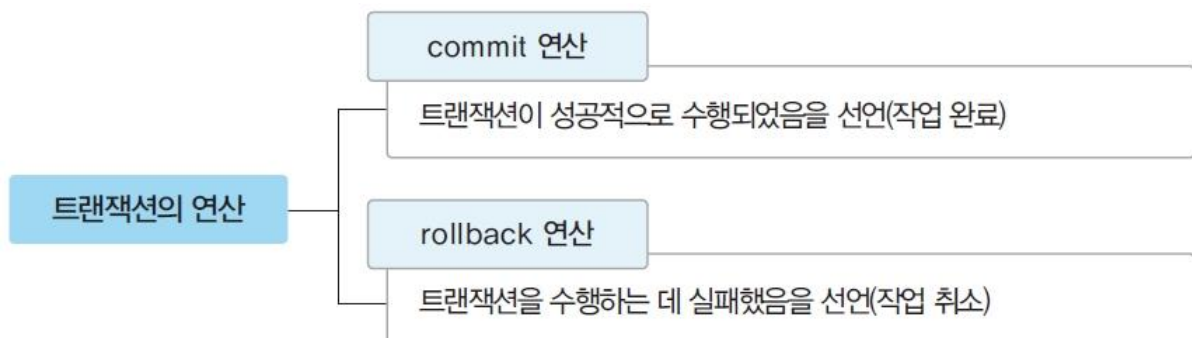 commit 연산
트랜잭션이 성공적으로 수행되었음을 선언(작업 완료)
트랜잭션의 연산
rollback 연산
트랜잭션을 수행하는 데 실패했음을 선언(작업 취소)